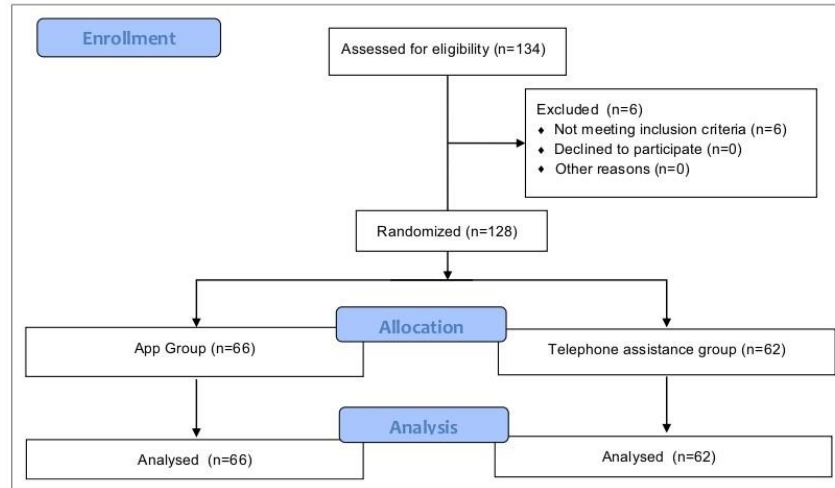 Enrollment
Assessed for eligibility (n=134)
Excluded (n=6)
♦ Not meeting inclusion criteria (n=6)
♦ Declined to participate (n=0)
♦ Other reasons (n=0)
Randomized (n=128)
Allocation
App Group (n=66)
Telephone assistance group (n=62)
Analysis
Analysed (n=66)
Analysed (n=62)